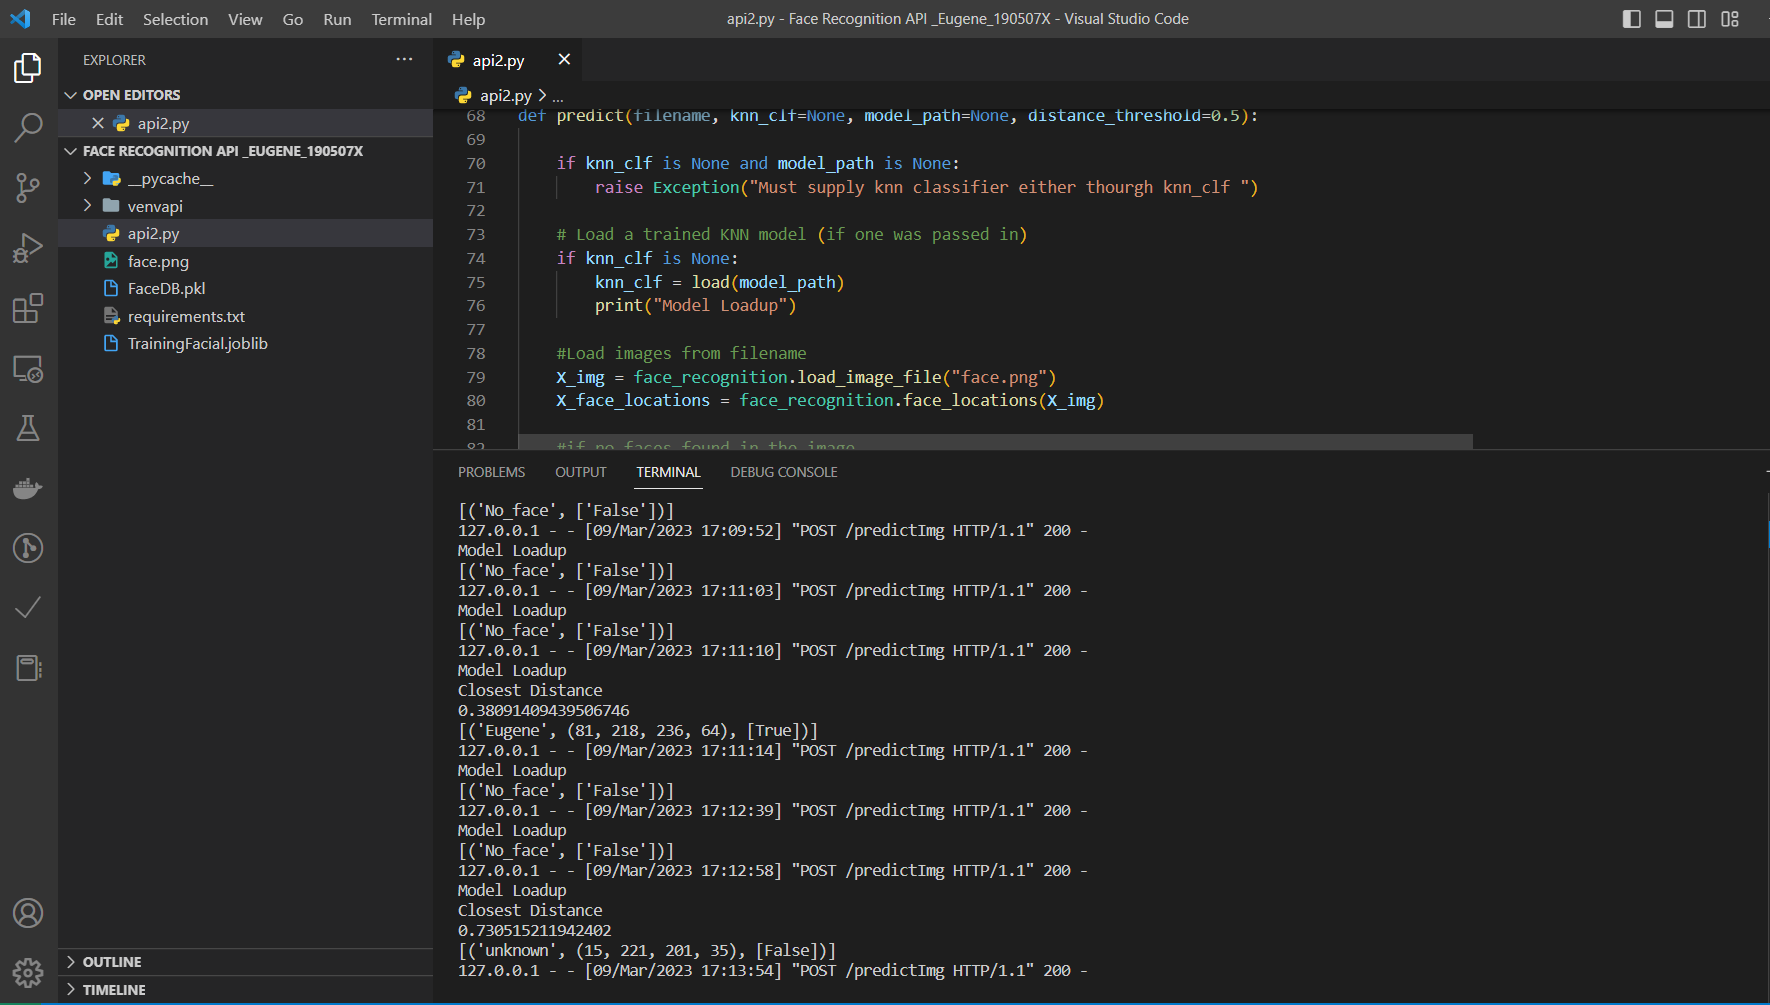 File Edit Selection View Go Run Terminal Help
api2.py - Face Recognition API _Eugene_190507X - Visual Studio Code
EXPLORER
OPEN EDITORS
api2.py
FACE RECOGNITION API _EUGENE_190507X
__pycache__
venvapi
api2.py
face.png
FaceDB.pkl
requirements.txt
TrainingFacial.joblib
OUTLINE
TIMELINE
api2.py
api2.py > ...
68 def predict(filename, knn_clf=None, model_path=None, distance_threshold=0.5):
69
70 if knn_clf is None and model_path is None:
71 raise Exception("Must supply knn classifier either thourgh knn_clf ")
72
73 # Load a trained KNN model (if one was passed in)
74 if knn_clf is None:
75 knn_clf = load(model_path)
76 print("Model Loadup")
77
78 #Load images from filename
79 X_img = face_recognition.load_image_file("face.png")
80 X_face_locations = face_recognition.face_locations(X_img)
81
82 #if no faces found in the image
PROBLEMS OUTPUT TERMINAL DEBUG CONSOLE
[('No_face', ['False'])]
127.0.0.1 - - [09/Mar/2023 17:09:52] "POST /predictImg HTTP/1.1" 200 -
Model Loadup
[('No_face', ['False'])]
127.0.0.1 - - [09/Mar/2023 17:11:03] "POST /predictImg HTTP/1.1" 200 -
Model Loadup
[('No_face', ['False'])]
127.0.0.1 - - [09/Mar/2023 17:11:10] "POST /predictImg HTTP/1.1" 200 -
Model Loadup
Closest Distance
0.38091409439506746
[('Eugene', (81, 218, 236, 64), [True])]
127.0.0.1 - - [09/Mar/2023 17:11:14] "POST /predictImg HTTP/1.1" 200 -
Model Loadup
[('No_face', ['False'])]
127.0.0.1 - - [09/Mar/2023 17:12:39] "POST /predictImg HTTP/1.1" 200 -
Model Loadup
[('No_face', ['False'])]
127.0.0.1 - - [09/Mar/2023 17:12:58] "POST /predictImg HTTP/1.1" 200 -
Model Loadup
Closest Distance
0.730515211942402
[('unknown', (15, 221, 201, 35), [False])]
127.0.0.1 - - [09/Mar/2023 17:13:54] "POST /predictImg HTTP/1.1" 200 -